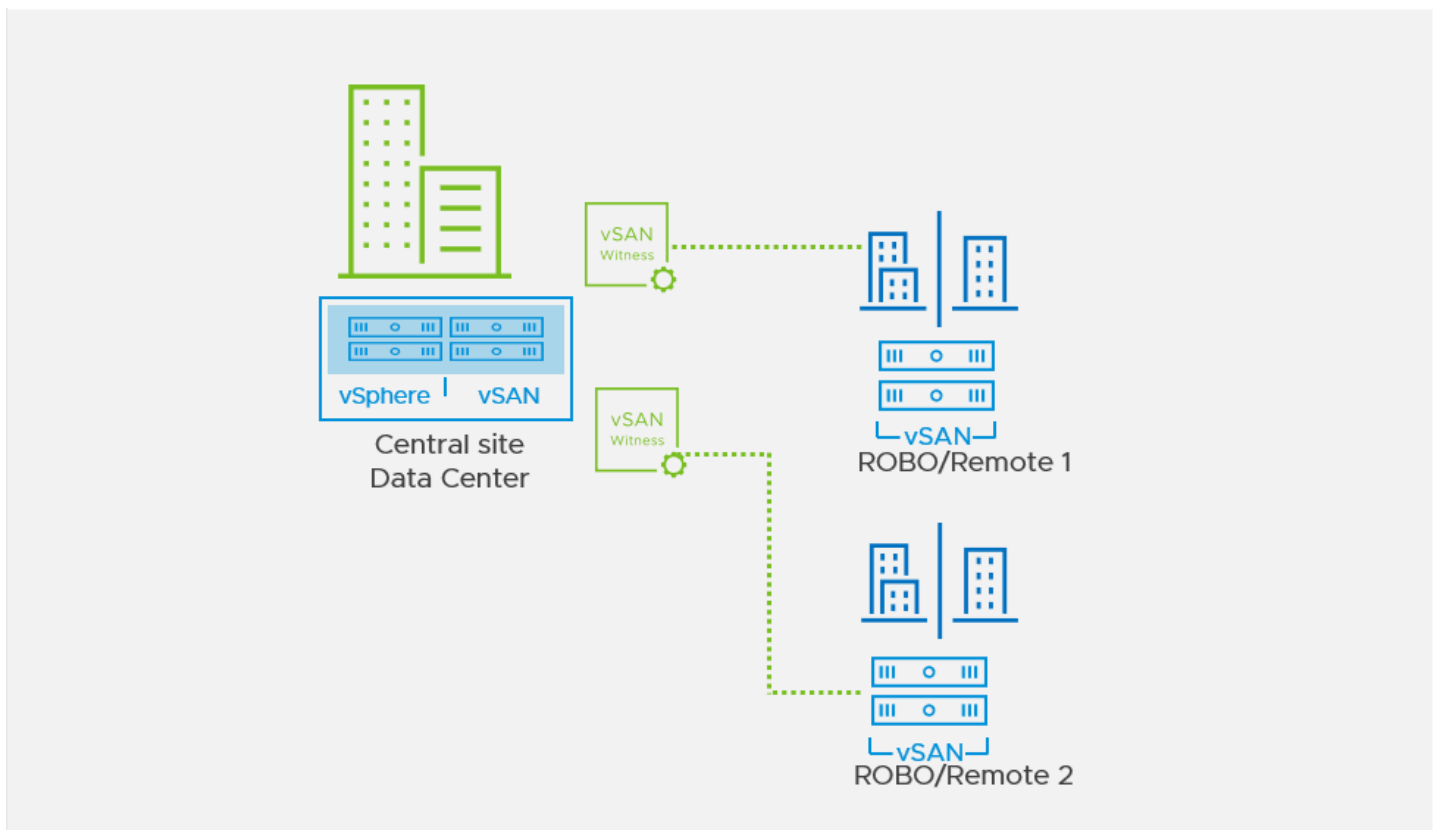 vSAN
Witness
vSphere
vSAN
Central site
Data Center
vSAN
Witness
vSAN
ROBO/Remote 1
vSAN
ROBO/Remote 2